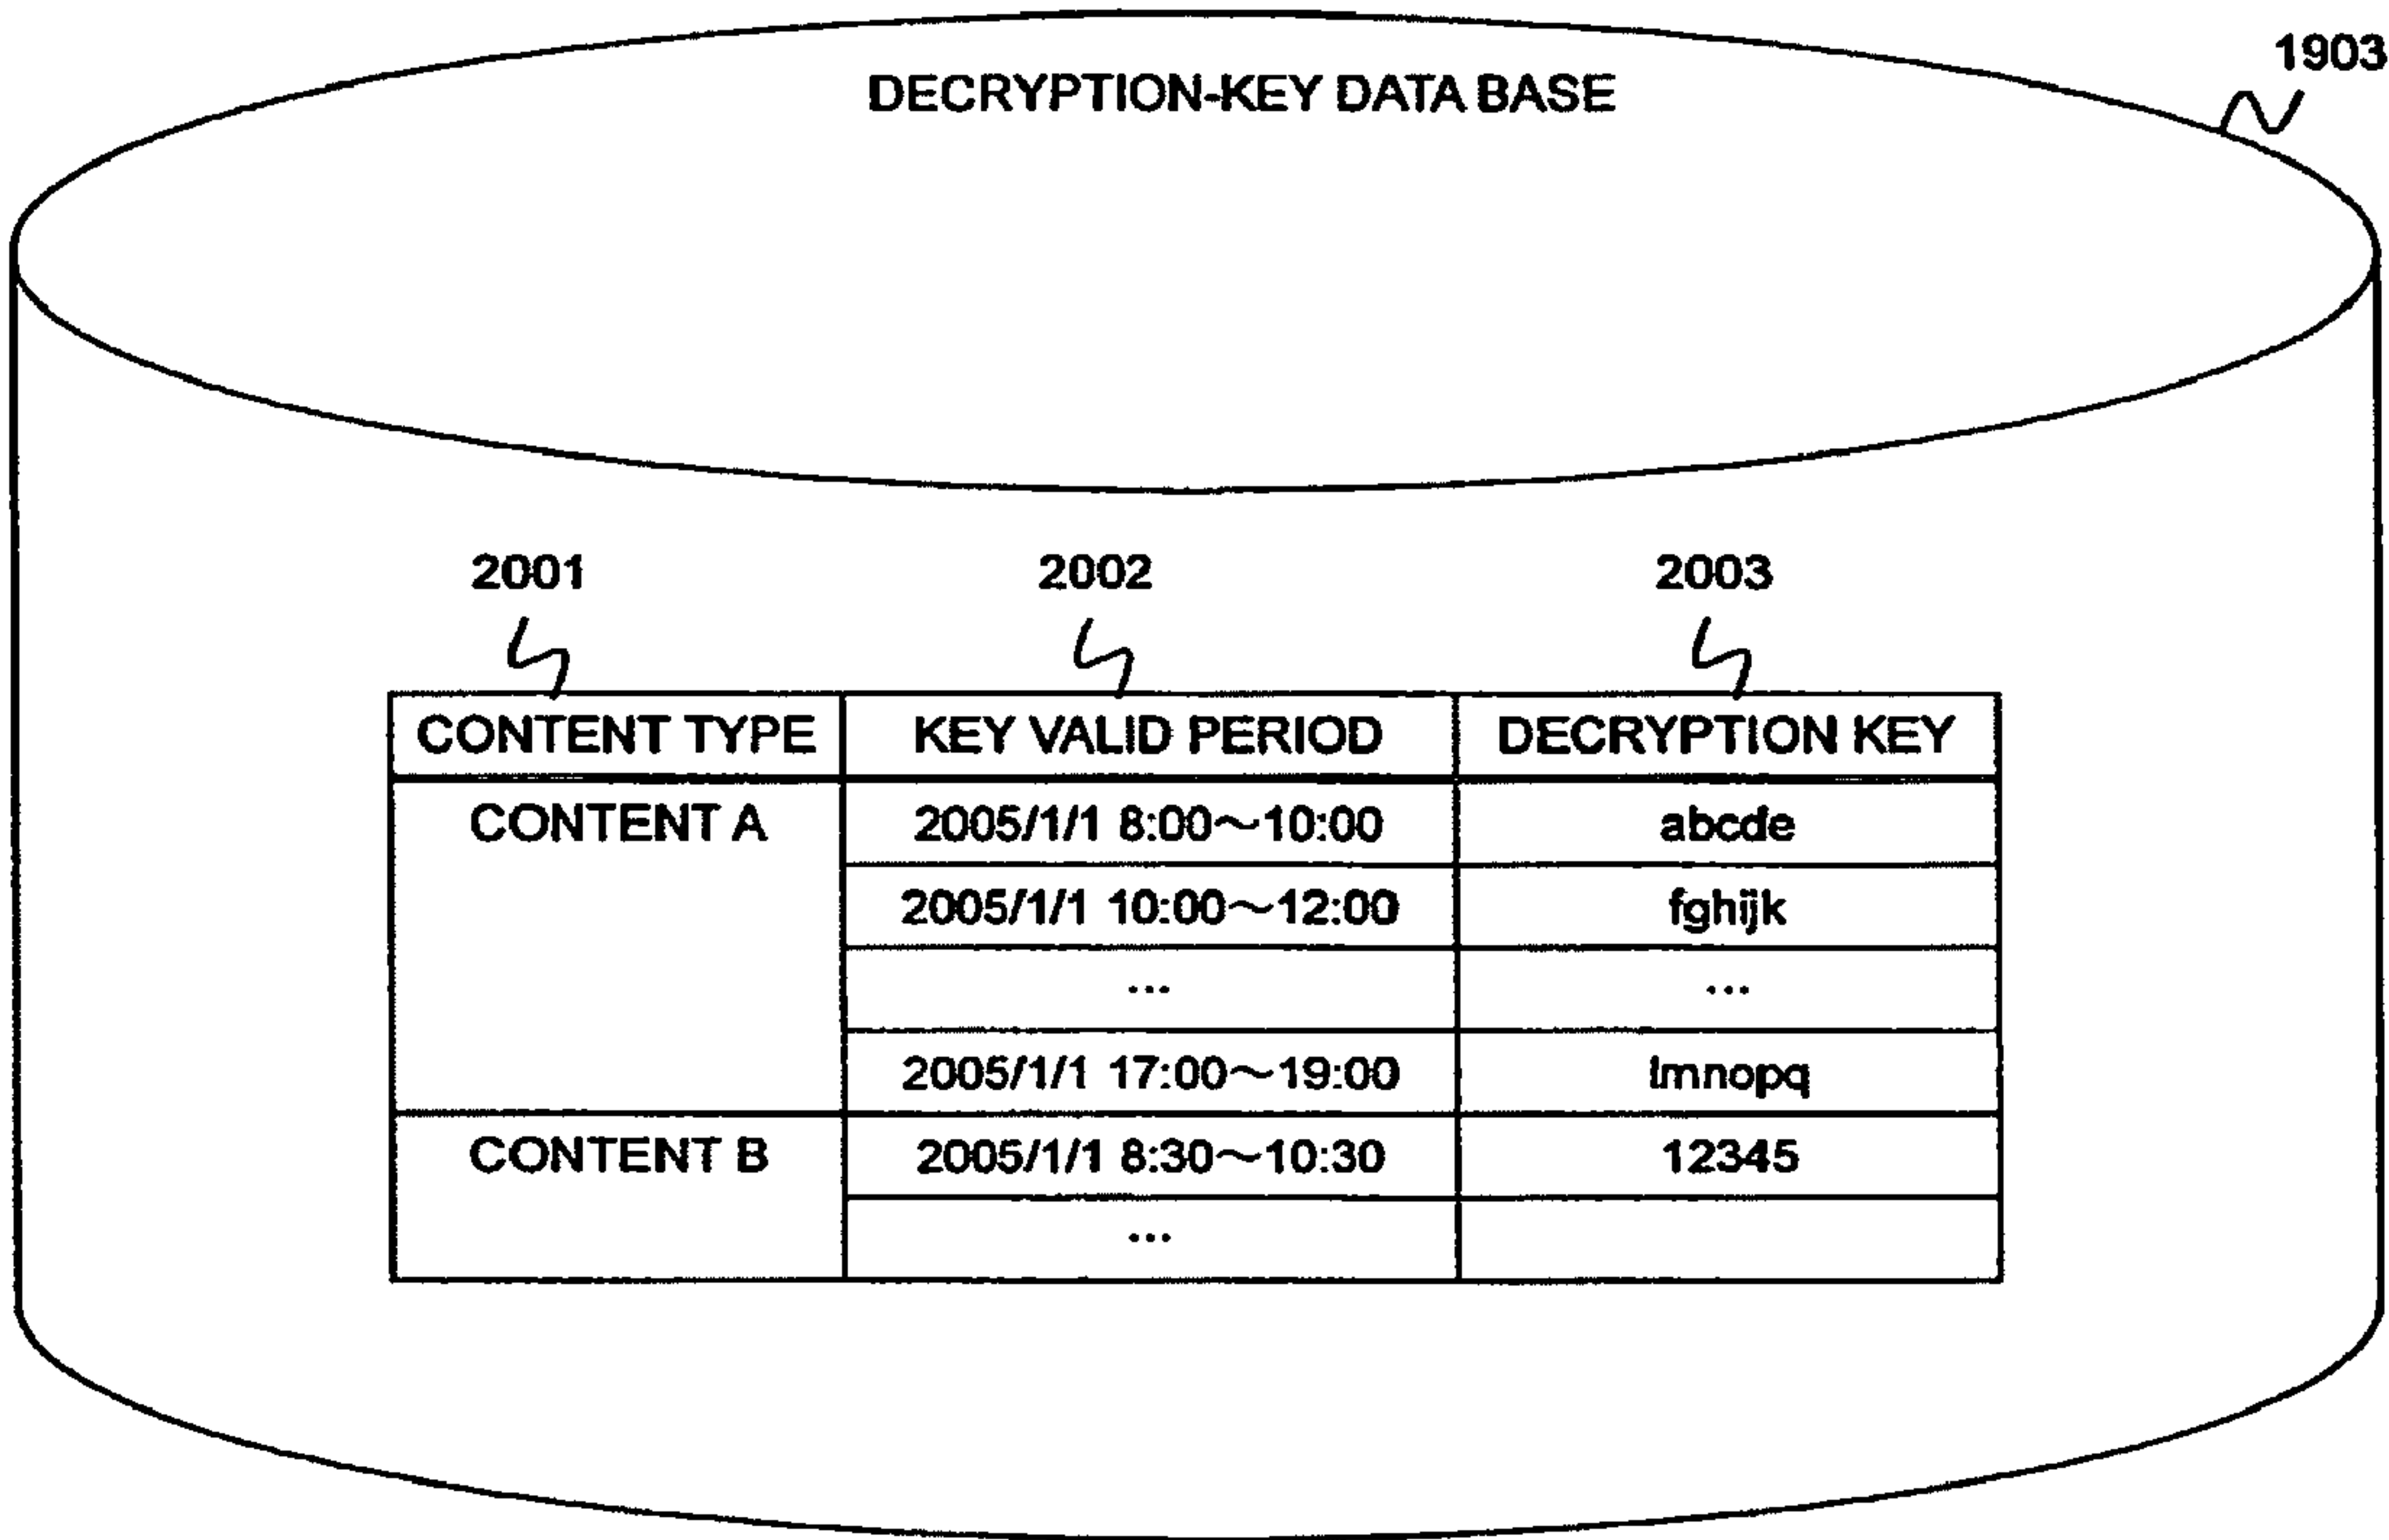 1903
DECRYPTION-KEY DATA BASE
2001 2002 2003
CONTENT TYPE KEY VALID PERIOD DECRYPTION KEY
CONTENT A 2005/1/1 8:00～10:00 abcde
2005/1/1 10:00～12:00 fghijk
... ...
2005/1/1 17:00～19:00 lmnopq
CONTENT B 2005/1/1 8:30～10:30 12345
...